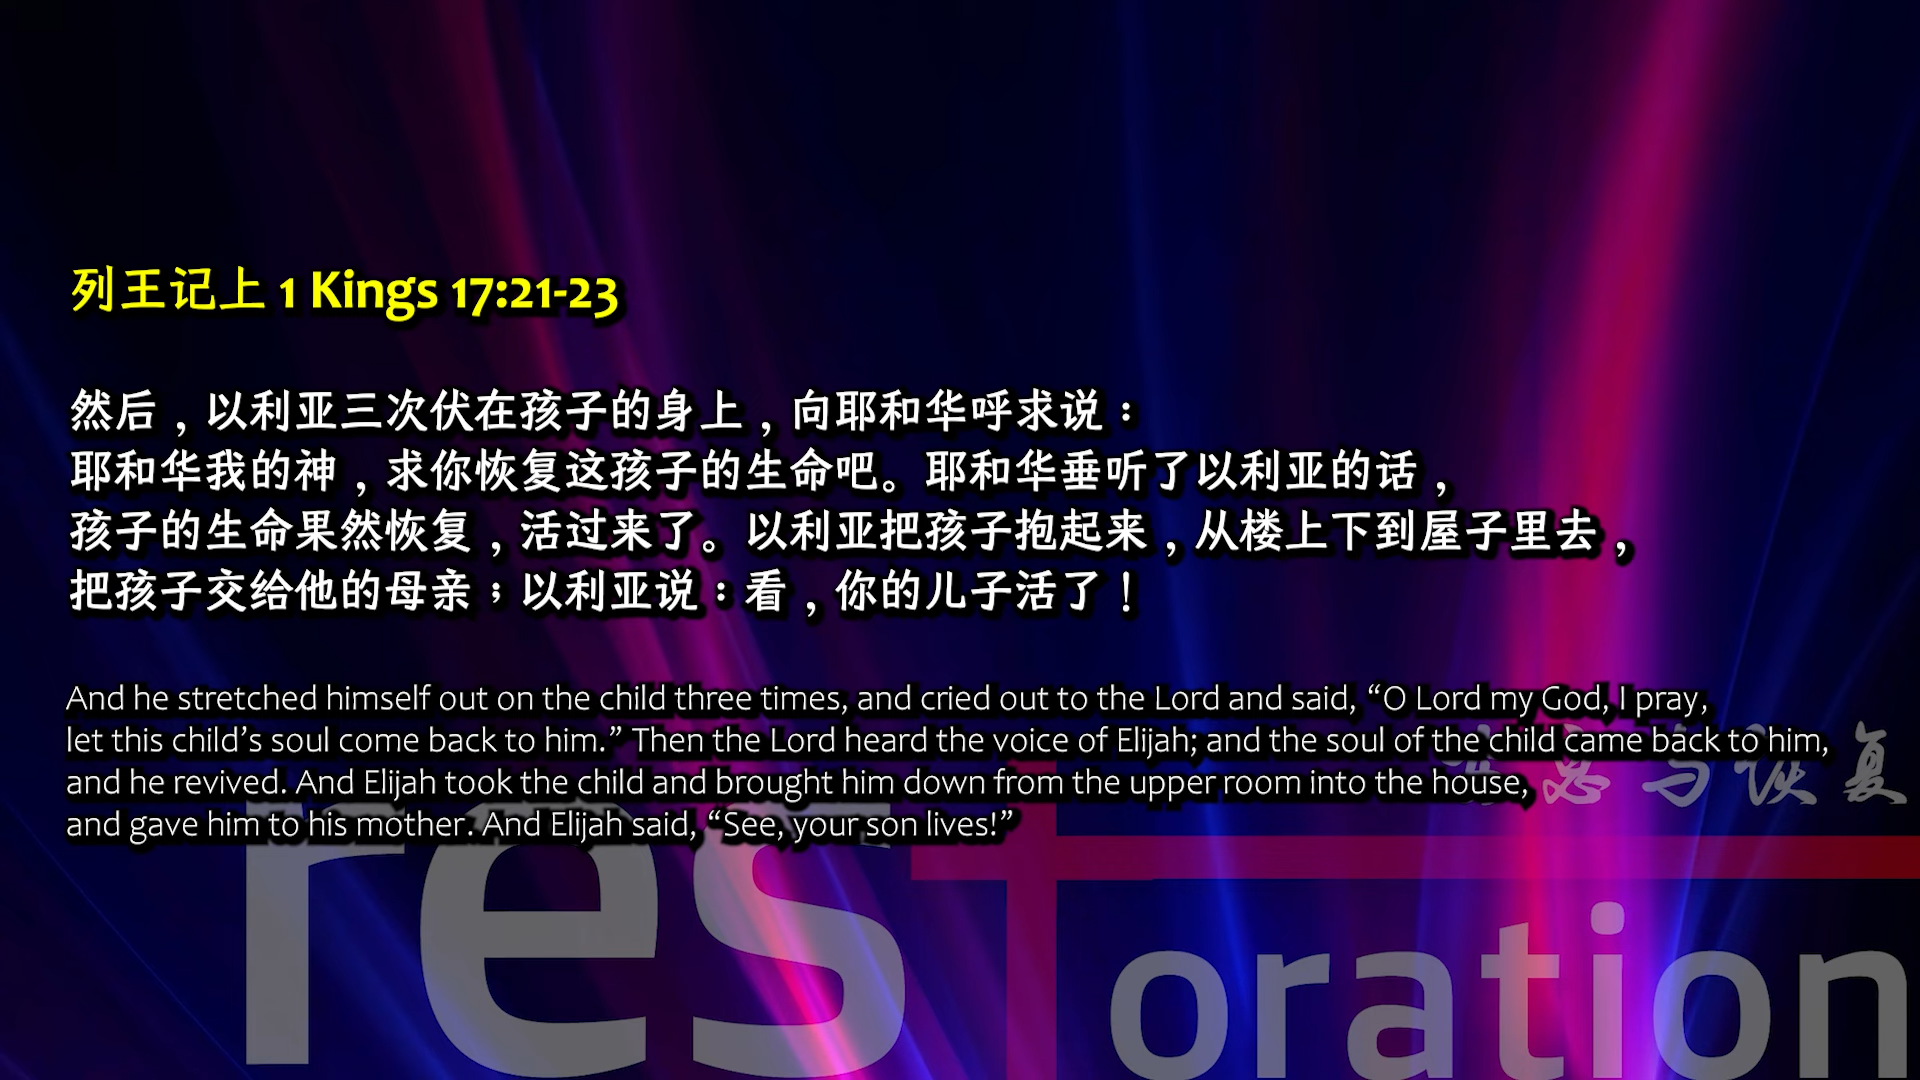 列王记上 1 Kings 17:21-23
然后，以利亚三次伏在孩子的身上，向耶和华呼求说：
耶和华我的神，求你恢复这孩子的生命吧。耶和华垂听了以利亚的话，
孩子的生命果然恢复，活过来了。以利亚把孩子抱起来，从楼上下到屋子里去，
把孩子交给他的母亲；以利亚说：看，你的儿子活了！
And he stretched himself out on the child three times, and cried out to the Lord and said, “O Lord my God, I pray,
let this child’s soul come back to him.” Then the Lord heard the voice of Elijah; and the soul of the child came back to him,
and he revived. And Elijah took the child and brought him down from the upper room into the house,
and gave him to his mother. And Elijah said, “See, your son lives!”
息与恢复
resToration